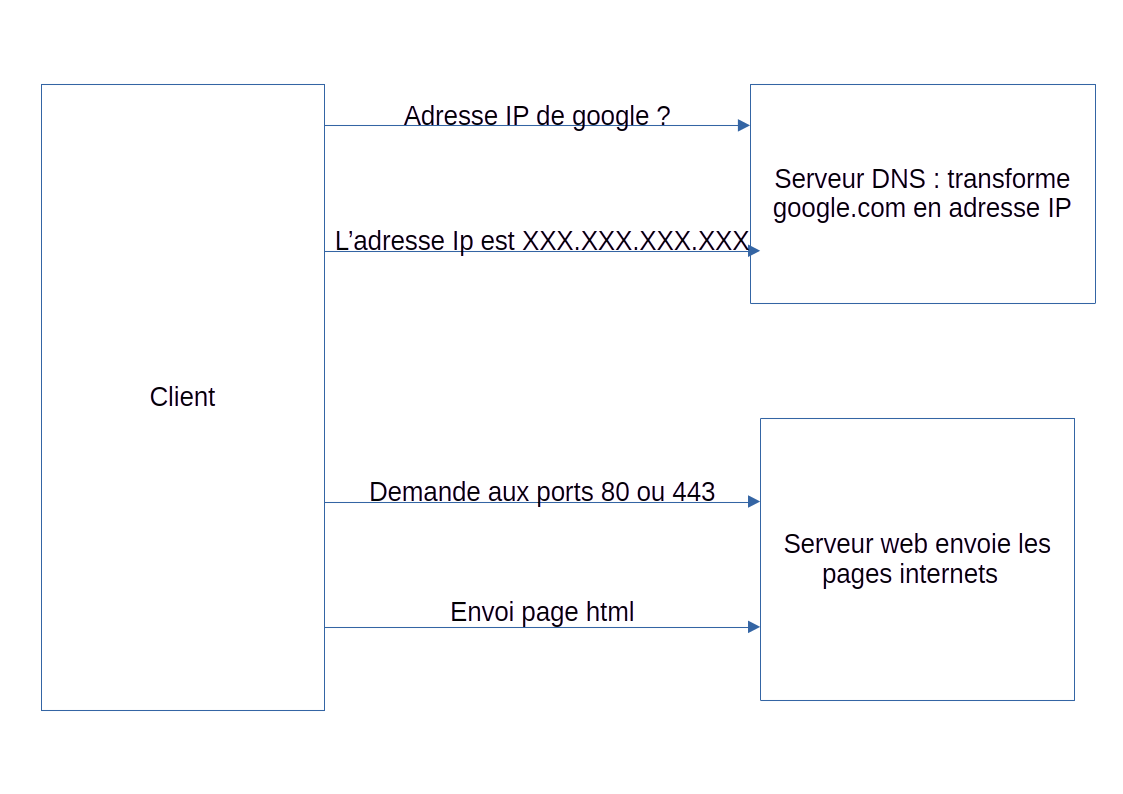 Adresse IP de google ?
Serveur DNS : transforme
google.com en adresse IP
L’adresse Ip est XXX.XXX.XXX.XXX
Client
Demande aux ports 80 ou 443
Serveur web envoie les
pages internets
Envoi page html